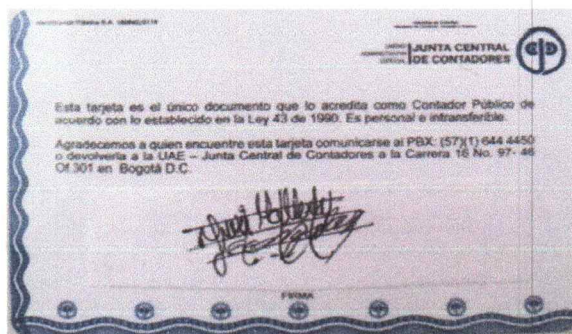 UNIDAD
ADMINISTRATIVA
ESPECIAL
JUNTA CENTRAL
DE CONTADORES
Esta tarjeta es el único documento que lo acredita como Contador Público de
acuerdo con lo establecido en la Ley 43 de 1990. Es personal e intransferible.
Agradecemos a quien encuentre esta tarjeta comunicarse al PBX: (57)(1) 644 4450
o devolverla a la UAE – Junta Central de Contadores a la Carrera 16 No. 97- 46
Of.301 en Bogotá D.C.
FIRMA